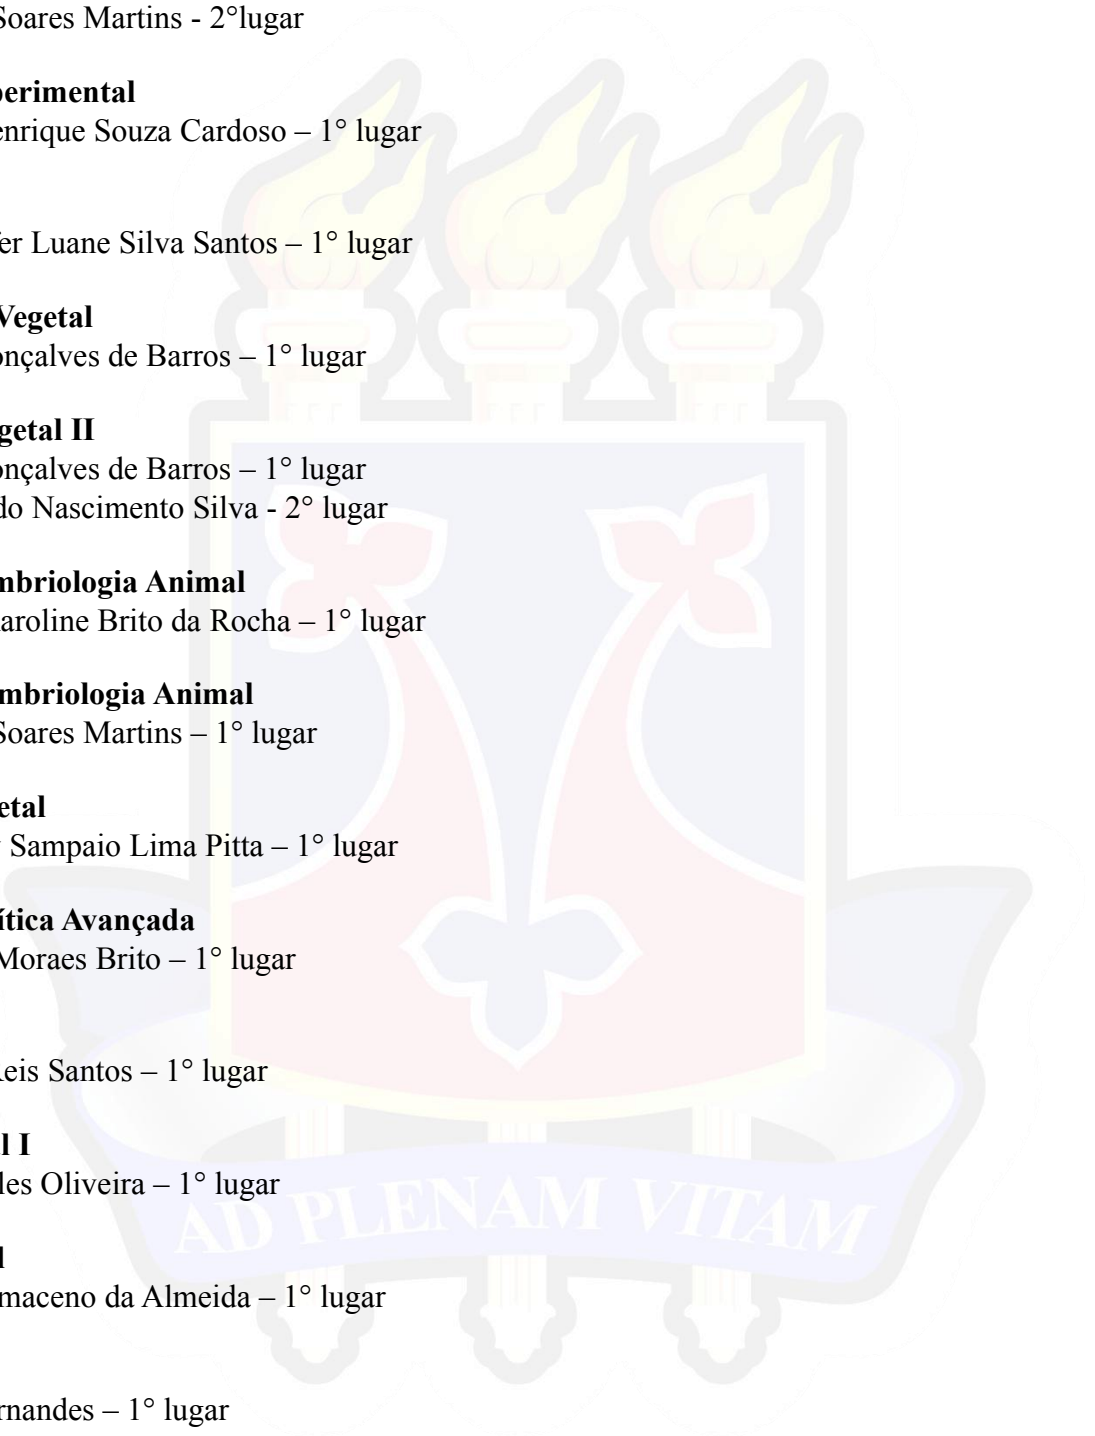 Soares Martins - 2°lugar
perimental
enrique Souza Cardoso – 1° lugar
fer Luane Silva Santos – 1° lugar
Vegetal
onçalves de Barros – 1° lugar
getal II
onçalves de Barros – 1° lugar
do Nascimento Silva - 2° lugar
mbriologia Animal
aroline Brito da Rocha – 1° lugar
mbriologia Animal
Soares Martins – 1° lugar
etal
Sampaio Lima Pitta – 1° lugar
ítica Avançada
Moraes Brito – 1° lugar
Reis Santos – 1° lugar
l I
les Oliveira – 1° lugar
l
maceno da Almeida – 1° lugar
rnandes – 1° lugar
AD PLENAM VITAM